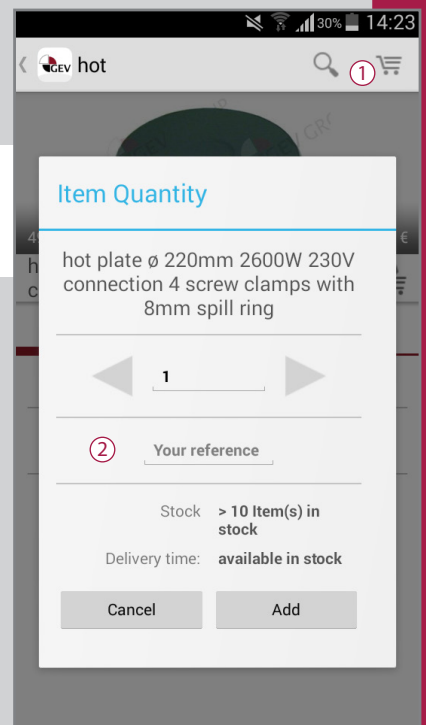 30% 14:23
GEV hot
1
Item Quantity
4
€
h
c
hot plate ø 220mm 2600W 230V
connection 4 screw clamps with
8mm spill ring
1
2 Your reference
Stock > 10 Item(s) in
stock
Delivery time: available in stock
Cancel Add